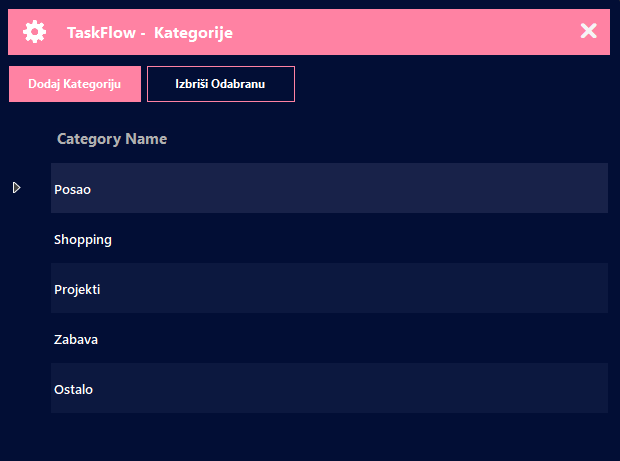 TaskFlow - Kategorije
Dodaj Kategoriju
Izbriši Odabranu
Category Name
Posao
Shopping
Projekti
Zabava
Ostalo